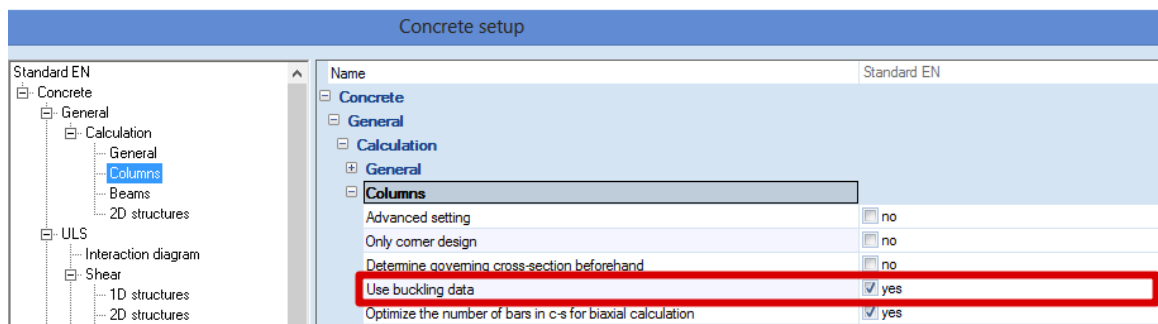 Concrete setup
Standard EN
Concrete
General
Calculation
General
Columns
Beams
2D structures
ULS
Interaction diagram
Shear
1D structures
2D structures
Name Standard EN
Concrete
General
Calculation
General
Columns
Advanced setting no
Only corner design no
Determine governing cross-section beforehand no
Use buckling data yes
Optimize the number of bars in c-s for biaxial calculation yes